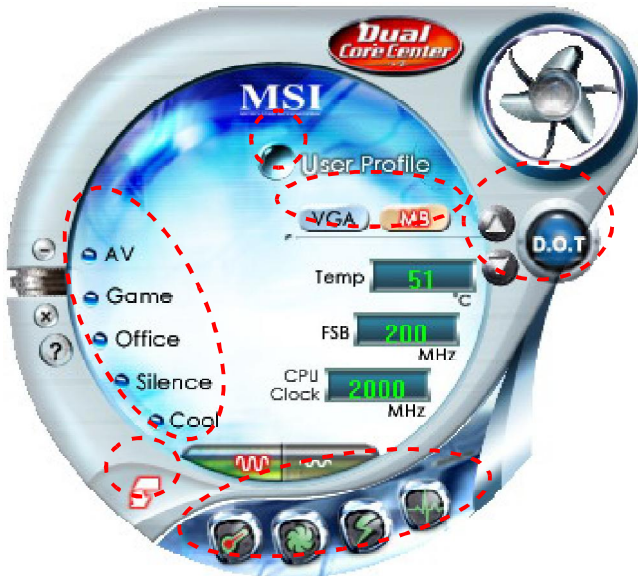 Dual
Core Center
MSI
User Profile
VGA MB
D.O.T
AV
Game
Office
Silence
Cool
Temp 51 °C
FSB 200 MHz
CPU Clock 2000 MHz
?